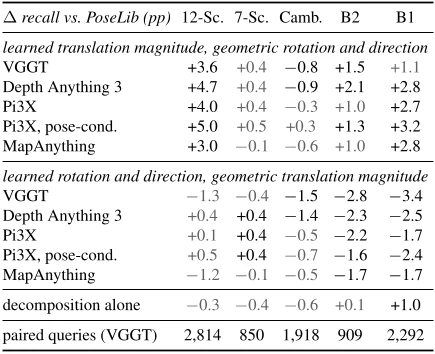 Δ recall vs. PoseLib (pp) 12-Sc. 7-Sc. Camb. B2 B1
learned translation magnitude, geometric rotation and direction
VGGT +3.6 +0.4 −0.8 +1.5 +1.1
Depth Anything 3 +4.7 +0.4 −0.9 +2.1 +2.8
Pi3X +4.0 +0.4 −0.3 +1.0 +2.7
Pi3X, pose-cond. +5.0 +0.5 +0.3 +1.3 +3.2
MapAnything +3.0 −0.1 −0.6 +1.0 +2.8
learned rotation and direction, geometric translation magnitude
VGGT −1.3 −0.4 −1.5 −2.8 −3.4
Depth Anything 3 +0.4 +0.4 −1.4 −2.3 −2.5
Pi3X +0.1 +0.4 −0.5 −2.2 −1.7
Pi3X, pose-cond. +0.5 +0.4 −0.7 −1.6 −2.4
MapAnything −1.2 −0.1 −0.5 −1.7 −1.7
decomposition alone −0.3 −0.4 −0.6 +0.1 +1.0
paired queries (VGGT) 2,814 850 1,918 909 2,292